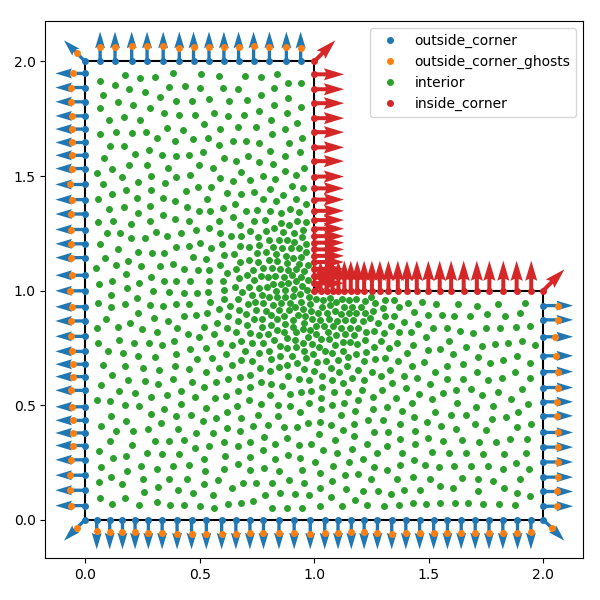 outside_corner
outside_corner_ghosts
interior
inside_corner
2.0
1.5
1.0
0.5
0.0
0.0 0.5 1.0 1.5 2.0